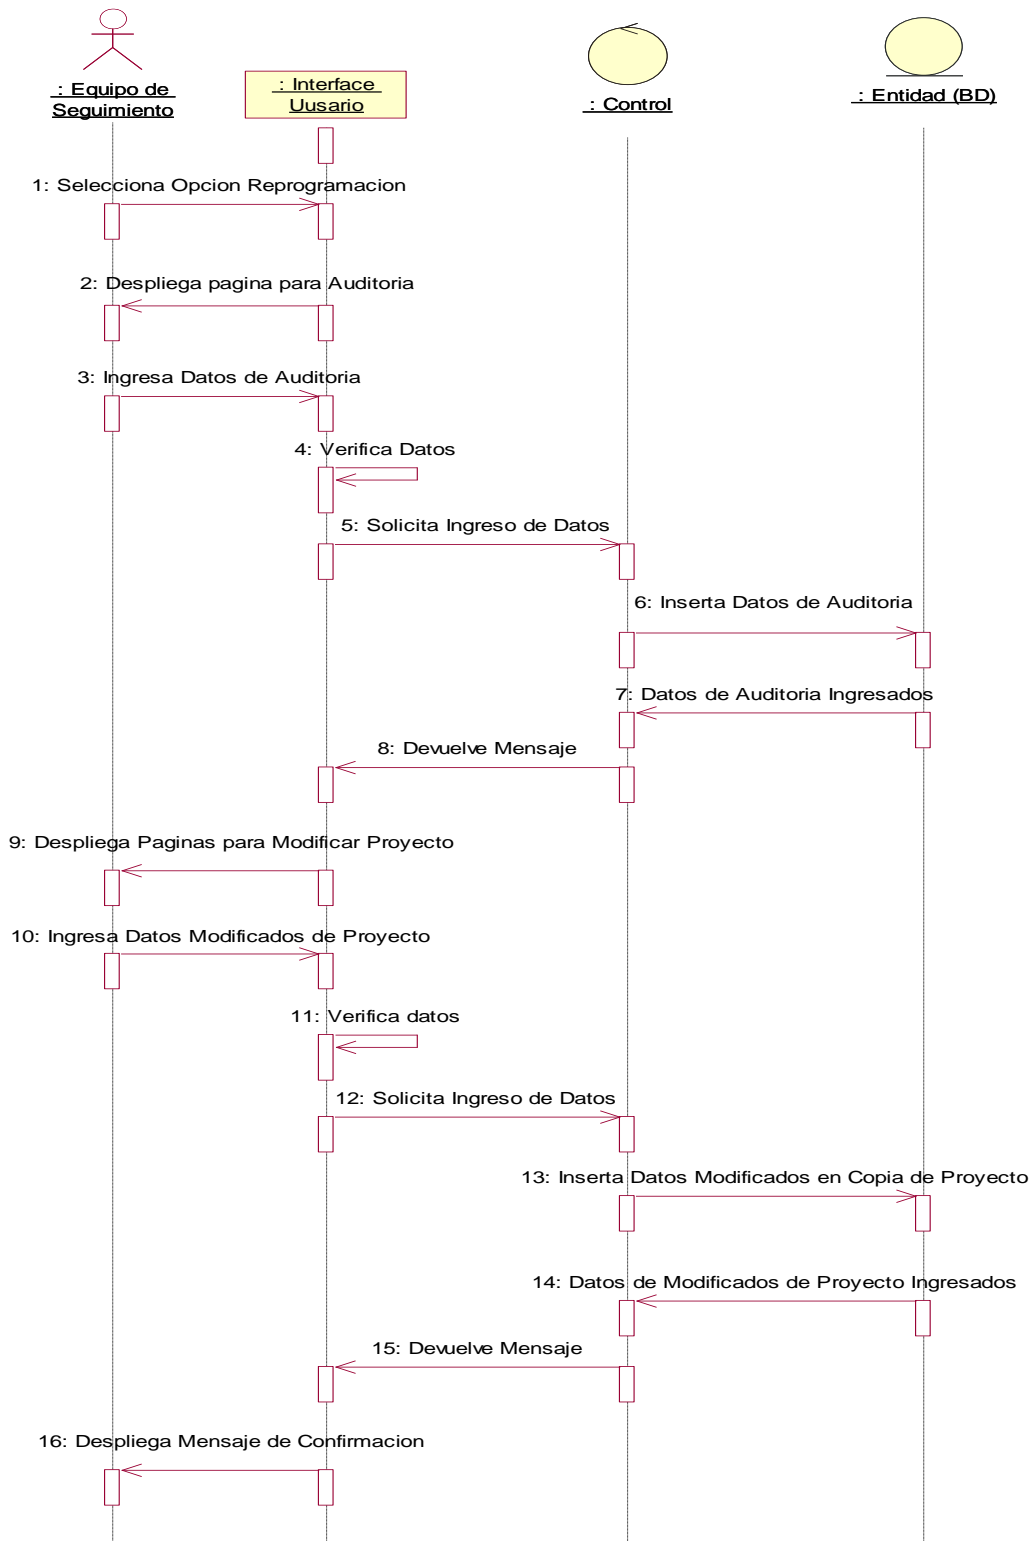 : Equipo de
Seguimiento
: Interface
Uusario
: Control
: Entidad (BD)
1: Selecciona Opcion Reprogramacion
2: Despliega pagina para Auditoria
3: Ingresa Datos de Auditoria
4: Verifica Datos
5: Solicita Ingreso de Datos
6: Inserta Datos de Auditoria
7: Datos de Auditoria Ingresados
8: Devuelve Mensaje
9: Despliega Paginas para Modificar Proyecto
10: Ingresa Datos Modificados de Proyecto
11: Verifica datos
12: Solicita Ingreso de Datos
13: Inserta Datos Modificados en Copia de Proyecto
14: Datos de Modificados de Proyecto Ingresados
15: Devuelve Mensaje
16: Despliega Mensaje de Confirmacion